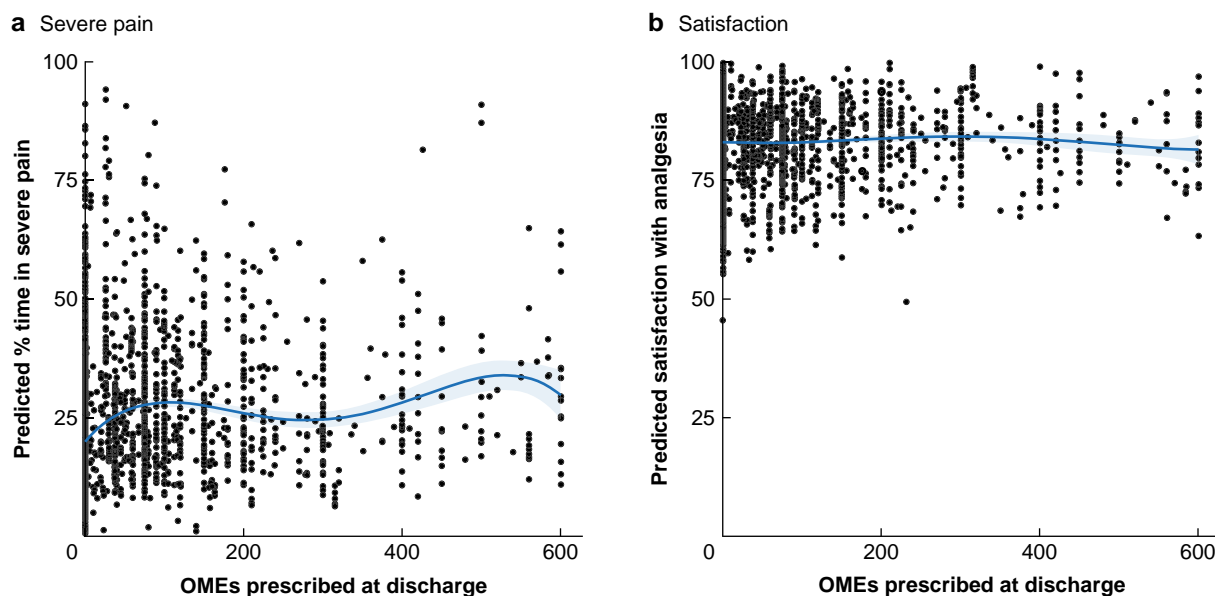 a Severe pain
100
75
50
25
0
200
400
600
Predicted % time in severe pain
OMEs prescribed at discharge
b Satisfaction
100
75
50
25
0
200
400
600
Predicted satisfaction with analgesia
OMEs prescribed at discharge